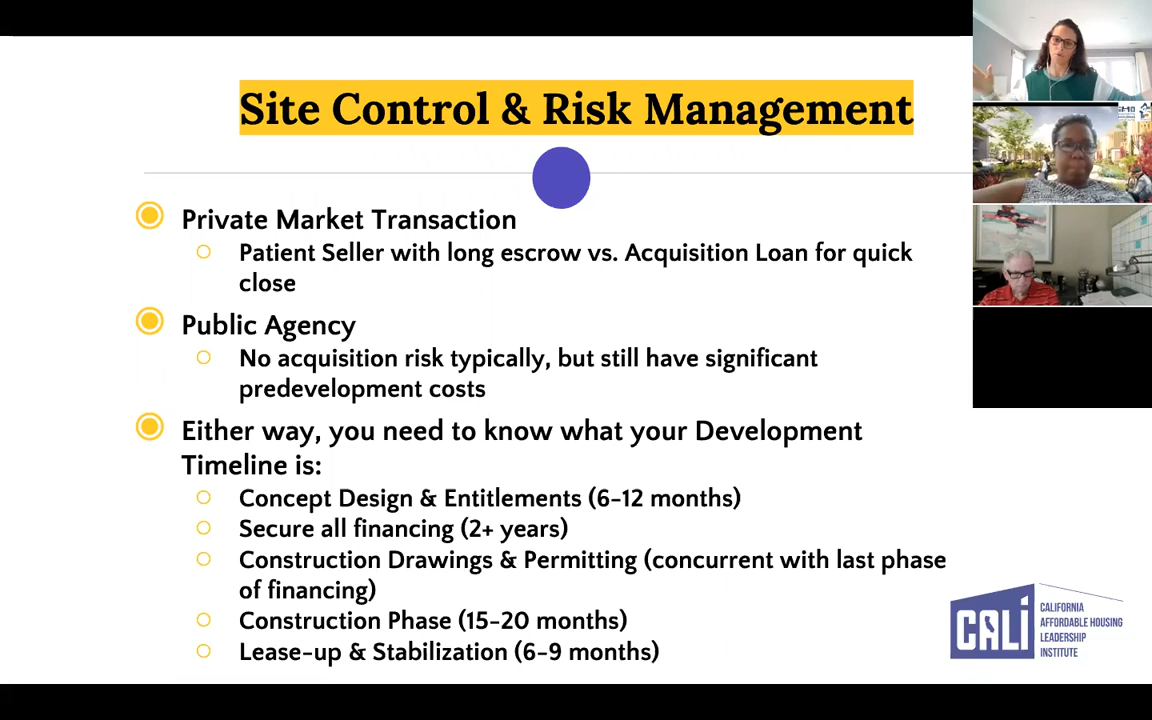 Site Control & Risk Management
Private Market Transaction
Patient Seller with long escrow vs. Acquisition Loan for quick
close
Public Agency
No acquisition risk typically, but still have significant
predevelopment costs
Either way, you need to know what your Development
Timeline is:
Concept Design & Entitlements (6–12 months)
Secure all financing (2+ years)
Construction Drawings & Permitting (concurrent with last phase
of financing)
Construction Phase (15–20 months)
Lease-up & Stabilization (6–9 months)
CALi
CALIFORNIA
AFFORDABLE HOUSING
LEADERSHIP
INSTITUTE